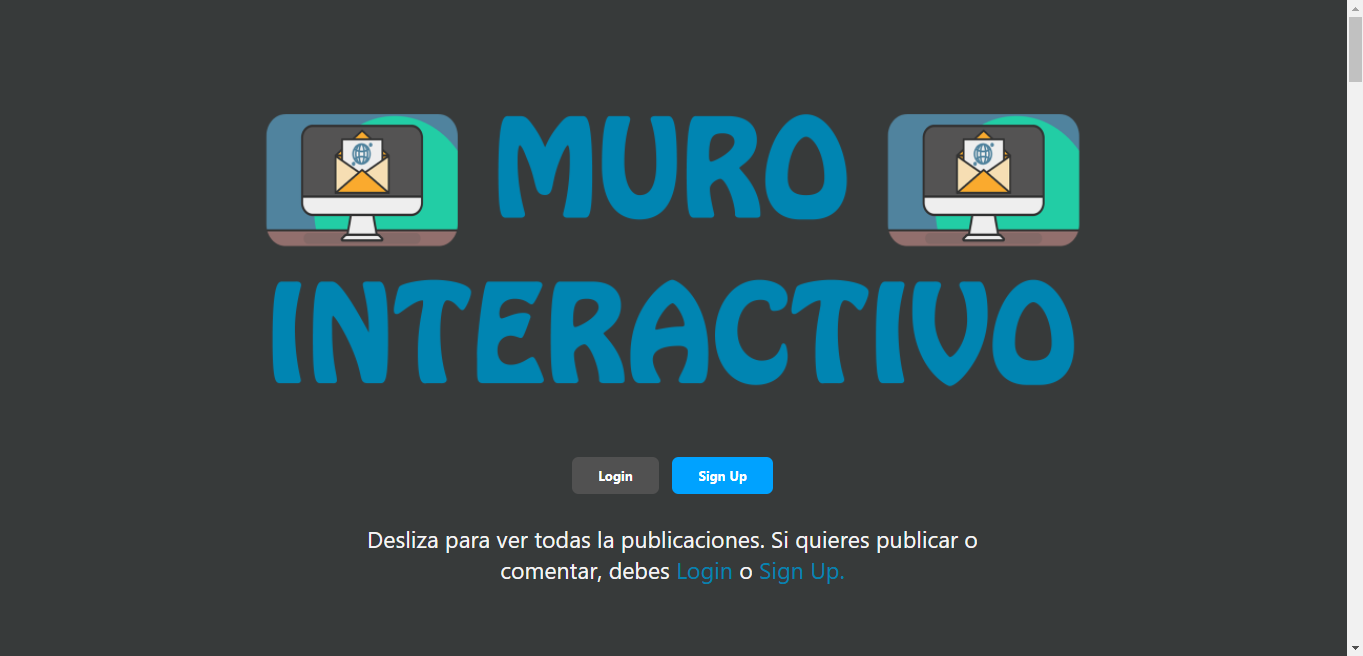 MURO
INTERACTIVO
Login
Sign Up
Desliza para ver todas la publicaciones. Si quieres publicar o
comentar, debes Login o Sign Up.